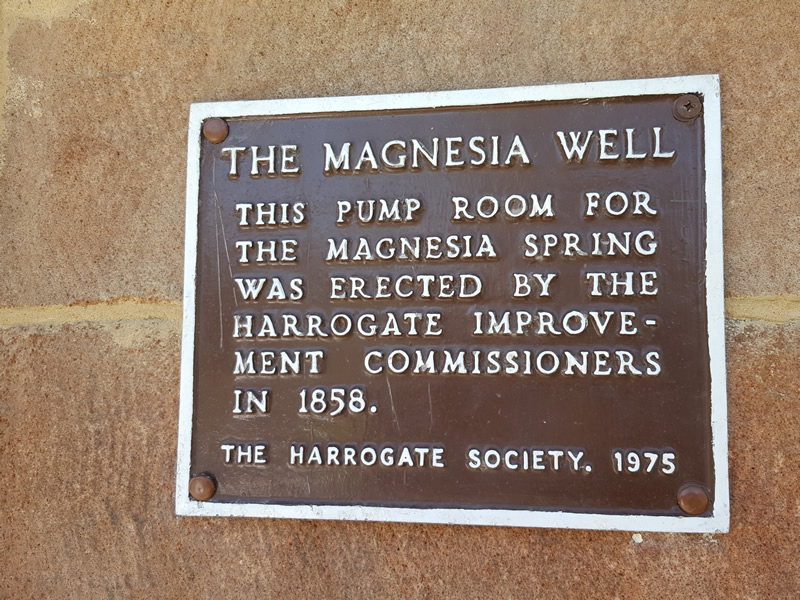 THE MAGNESIA WELL
THIS PUMP ROOM FOR
THE MAGNESIA SPRING
WAS ERECTED BY THE
HARROGATE IMPROVE-
MENT COMMISSIONERS
IN 1858.
THE HARROGATE SOCIETY. 1975